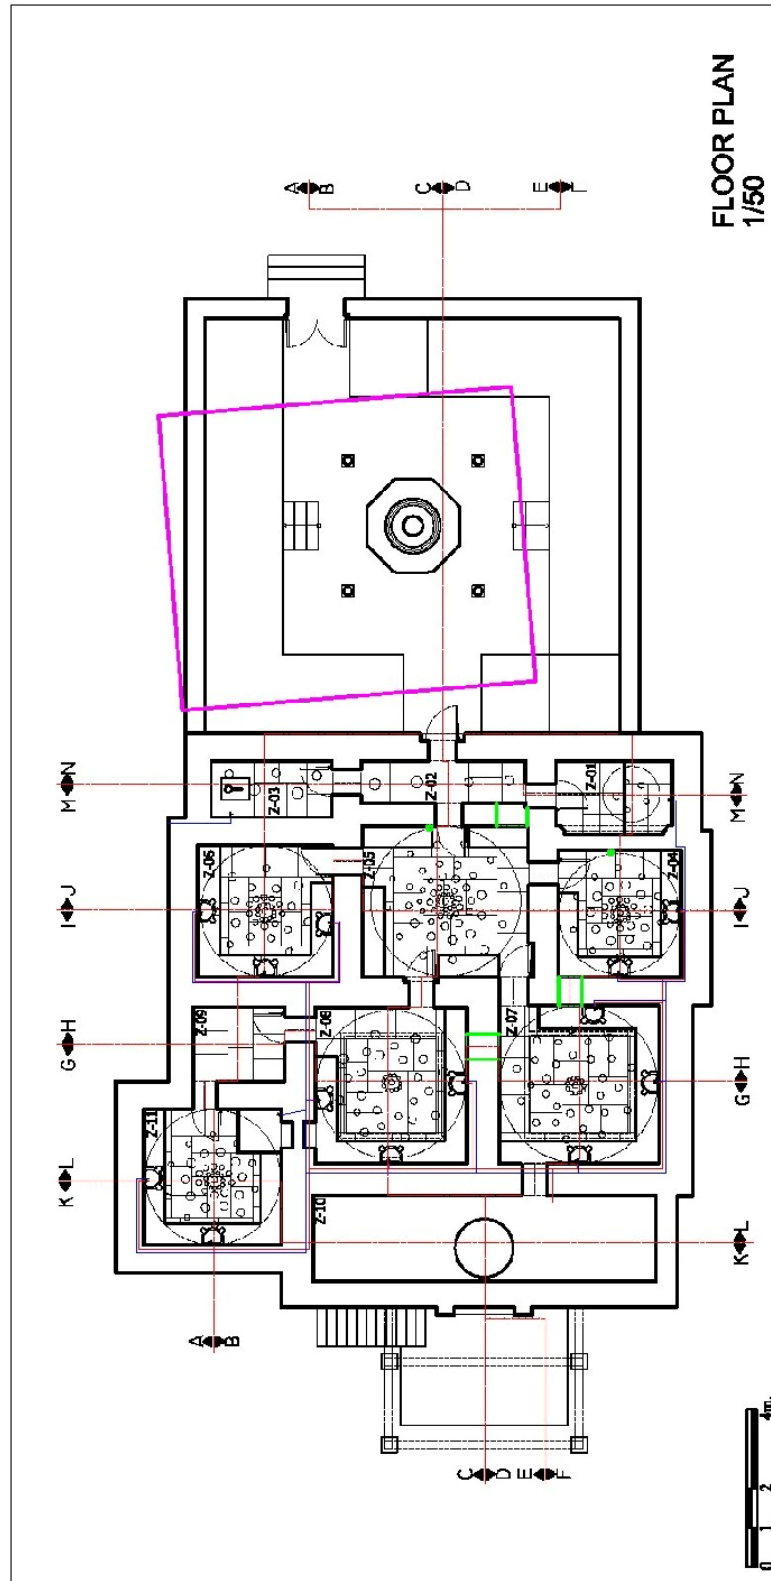 FLOOR PLAN
1/50
A
B
C
D
E
F
M
N
Z-03
Z-02
Z-01
M
N
Z-06
Z-05
Z-04
I
J
I
J
Z-09
Z-08
Z-07
G
H
G
H
Z-11
K
L
Z-10
K
L
A
B
C
D
E
F
0 1 2 4m.